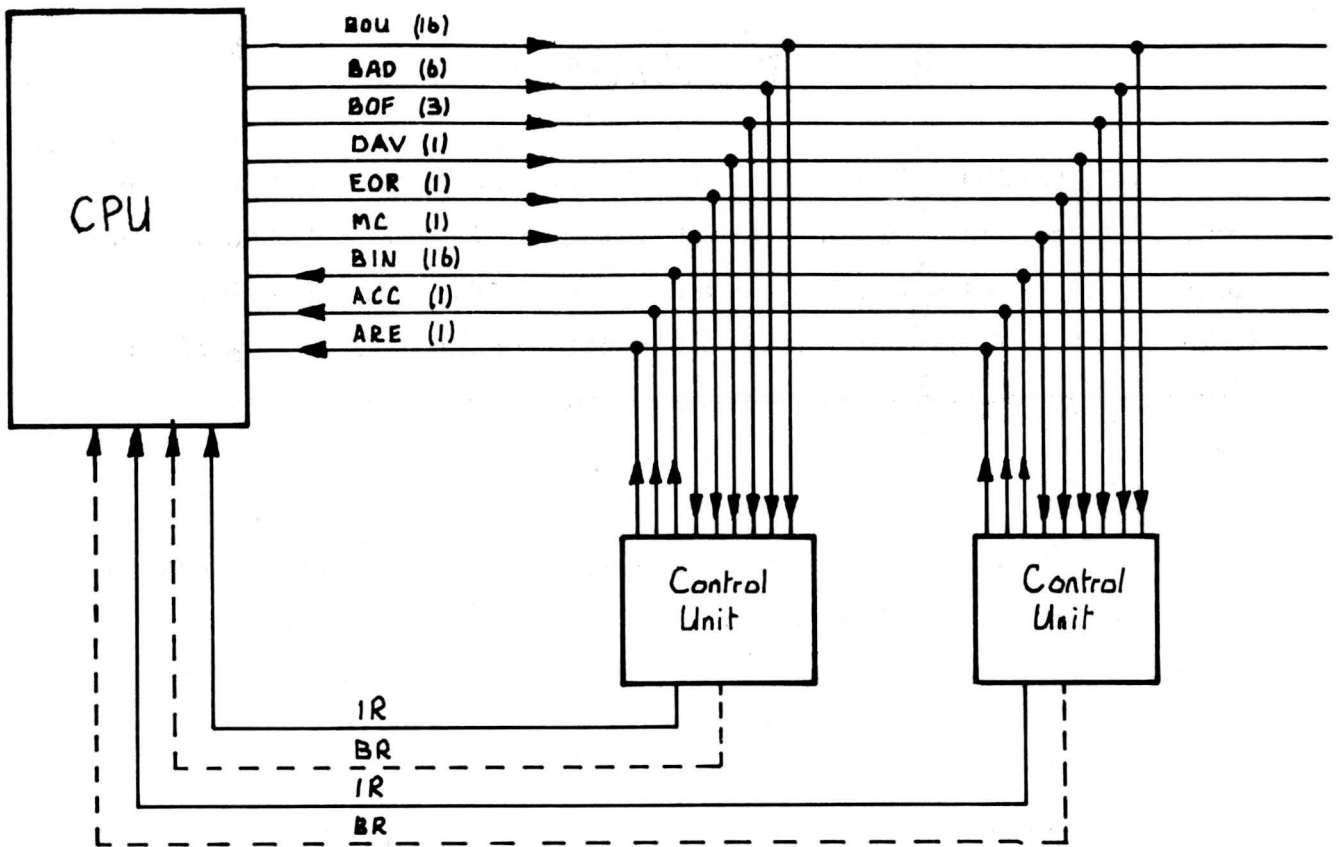 BOU (16)
BAD (6)
BOF (3)
DAV (1)
EOR (1)
MC (1)
BIN (16)
ACC (1)
ARE (1)
CPU
Control
Unit
Control
Unit
IR
BR
IR
BR